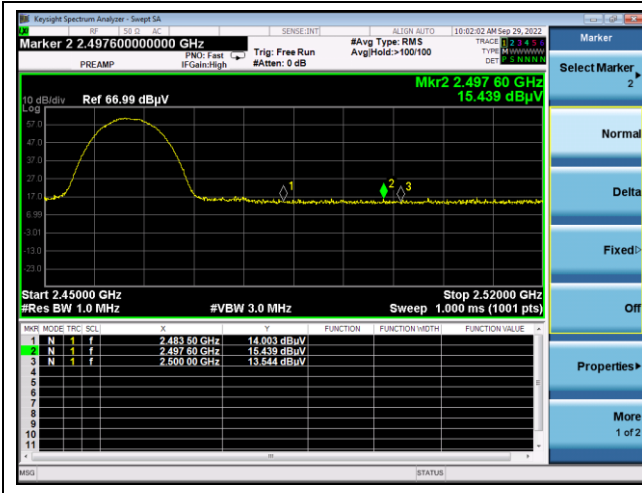 Keysight Spectrum Analyzer - Swept SA
RF 50 Ω AC SENSE:INT ALIGN AUTO 10:02:02 AM Sep 29, 2022
Marker 2 2.497600000000 GHz
PREAMP
PNO: Fast
IFGain:High
Trig: Free Run
#Atten: 0 dB
#Avg Type: RMS
Avg|Hold:>100/100
TRACE 1 2 3 4 5 6
TYPE M W W W W W
DET P S N N N N
Mkr2 2.497 60 GHz
15.439 dBµV
10 dB/div Ref 66.99 dBµV
Log
57.0
47.0
37.0
27.0
17.0
6.99
-3.01
-13.0
-23.0
1
2
3
Start 2.45000 GHz Stop 2.52000 GHz
#Res BW 1.0 MHz #VBW 3.0 MHz Sweep 1.000 ms (1001 pts)
MKR MODE TRC SCL X Y FUNCTION FUNCTION WIDTH FUNCTION VALUE
1 N 1 f 2.483 50 GHz 14.003 dBµV
2 N 1 f 2.497 60 GHz 15.439 dBµV
3 N 1 f 2.500 00 GHz 13.544 dBµV
4
5
6
7
8
9
10
11
MSG STATUS
Marker
Select Marker
2
Normal
Delta
Fixed
Off
Properties
More
1 of 2